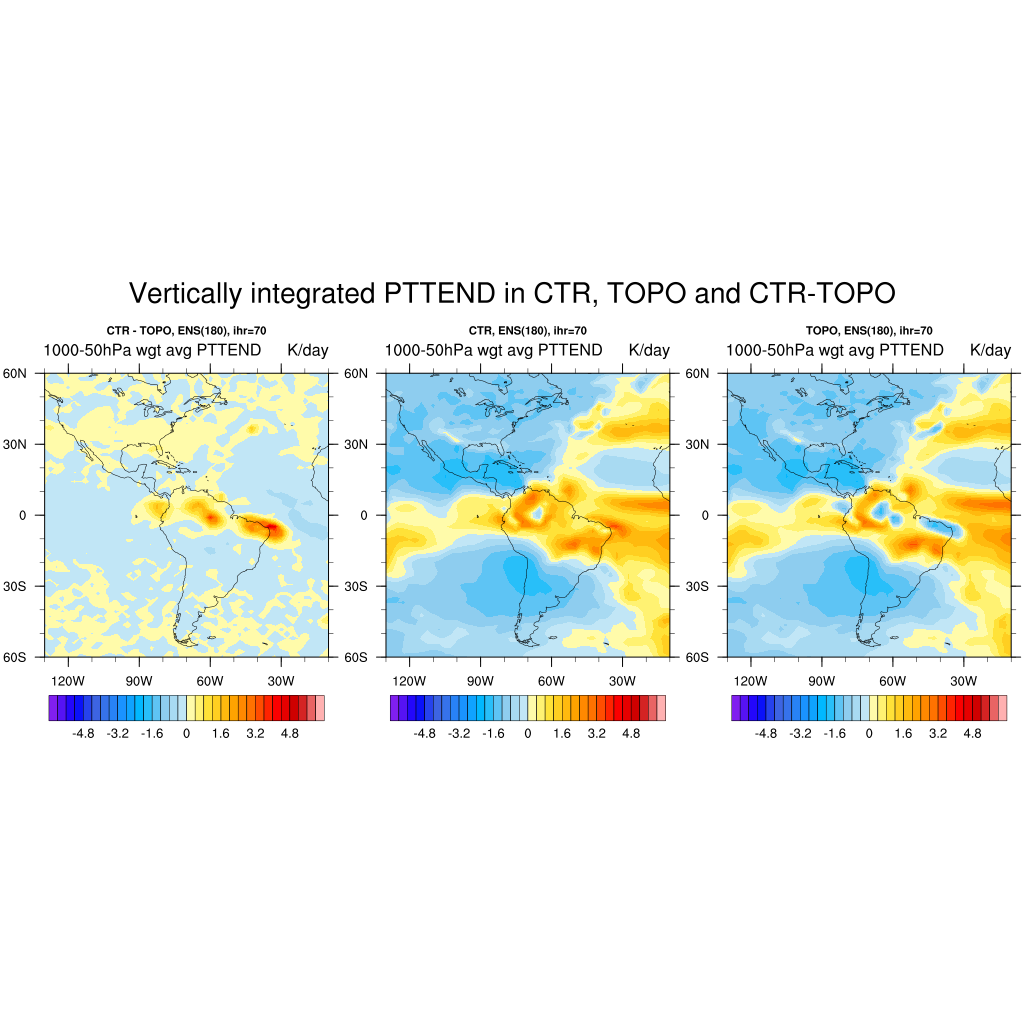 Vertically integrated PTTEND in CTR, TOPO and CTR-TOPO
CTR - TOPO, ENS(180), ihr=70
1000-50hPa wgt avg PTTEND K/day
60N
30N
0
30S
60S
120W 90W 60W 30W
-4.8 -3.2 -1.6 0 1.6 3.2 4.8
CTR, ENS(180), ihr=70
1000-50hPa wgt avg PTTEND K/day
60N
30N
0
30S
60S
120W 90W 60W 30W
-4.8 -3.2 -1.6 0 1.6 3.2 4.8
TOPO, ENS(180), ihr=70
1000-50hPa wgt avg PTTEND K/day
60N
30N
0
30S
60S
120W 90W 60W 30W
-4.8 -3.2 -1.6 0 1.6 3.2 4.8